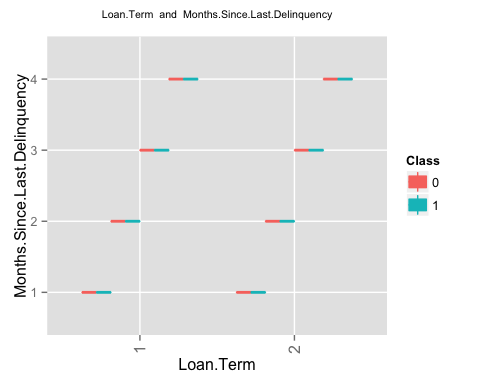 Loan.Term and Months.Since.Last.Delinquency
Months.Since.Last.Delinquency
4
3
2
1
1
2
Loan.Term
Class
0
1